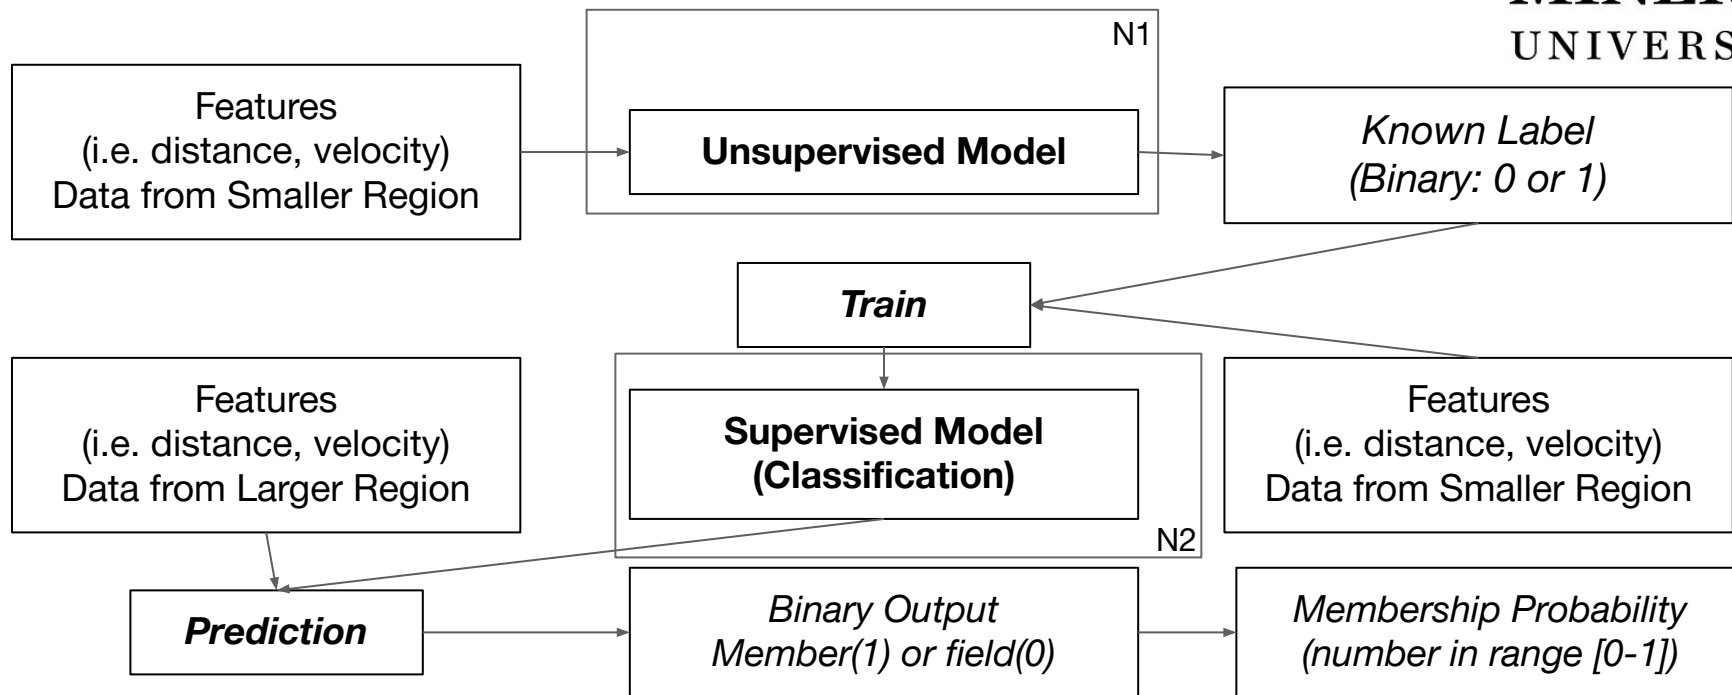 N1
UNIVERS
Features
(i.e. distance, velocity)
Data from Smaller Region
Unsupervised Model
Known Label
(Binary: 0 or 1)
Train
Features
(i.e. distance, velocity)
Data from Larger Region
Supervised Model
(Classification)
Features
(i.e. distance, velocity)
Data from Smaller Region
N2
Prediction
Binary Output
Member(1) or field(0)
Membership Probability
(number in range [0-1])